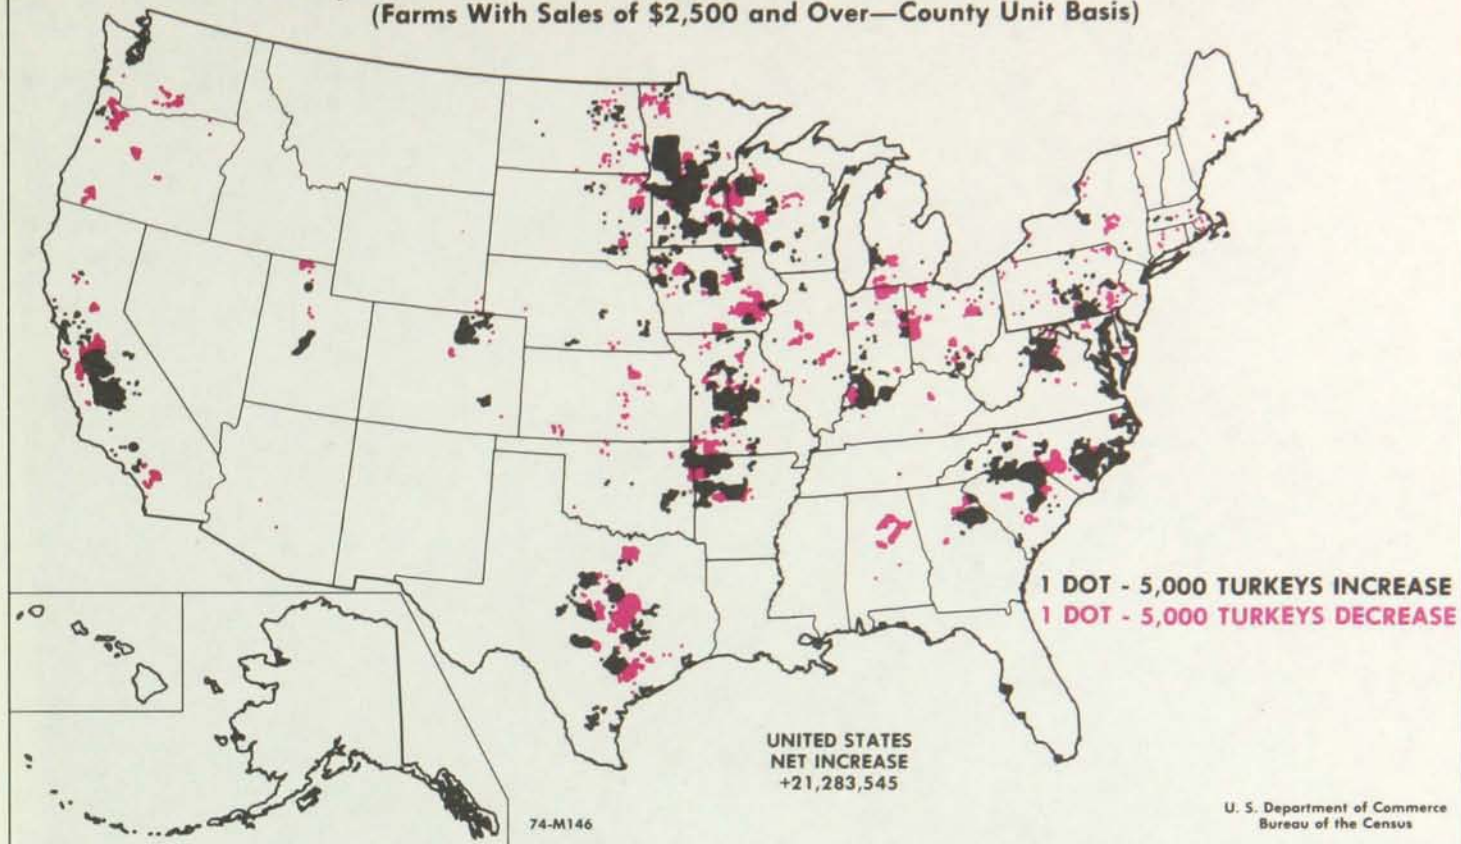 (Farms With Sales of $2,500 and Over—County Unit Basis)
1 DOT - 5,000 TURKEYS INCREASE
1 DOT - 5,000 TURKEYS DECREASE
UNITED STATES
NET INCREASE
+21,283,545
74-M146
U. S. Department of Commerce
Bureau of the Census